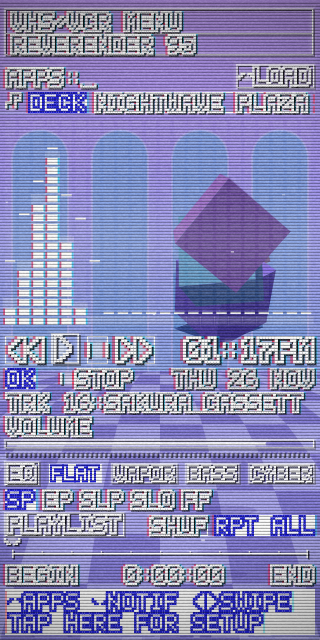 VHS/VCR MENU
REWERENDER '95
APPS::_ LOAD
DECK NIGHTWAVE PLAZA
01:17PM
OK STOP THU 26 NOV
TRK 16:SAKURA CASSETT
VOLUME
EQ FLAT VAPOR BASS CYBER
SP EP SLP SLO FF
PLAYLIST SHUF RPT ALL
BEGIN 0:00:00 END
APPS NOTIF SWIPE
TAP HERE FOR SETUP